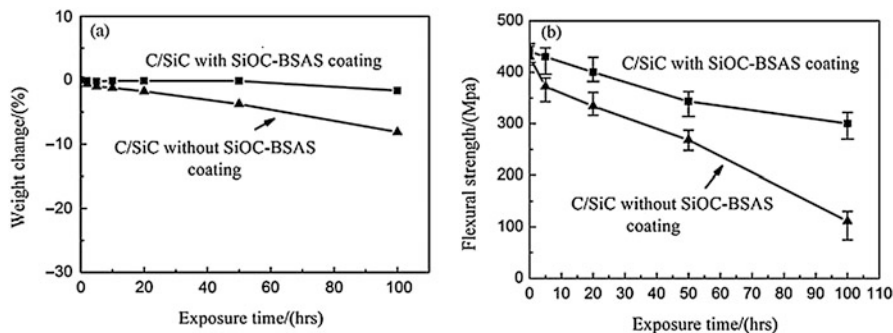 (a)
10
0
–10
–20
–30
Weight change/(%)
C/SiC with SiOC-BSAS coating
C/SiC without SiOC-BSAS
coating
0
20
40
60
80
100
Exposure time/(hrs)
(b)
500
400
300
200
100
0
Flexural strength/(Mpa)
C/SiC with SiOC-BSAS coating
C/SiC without SiOC-BSAS
coating
0
10
20
30
40
50
60
70
80
90
100
110
Exposure time/(hrs)